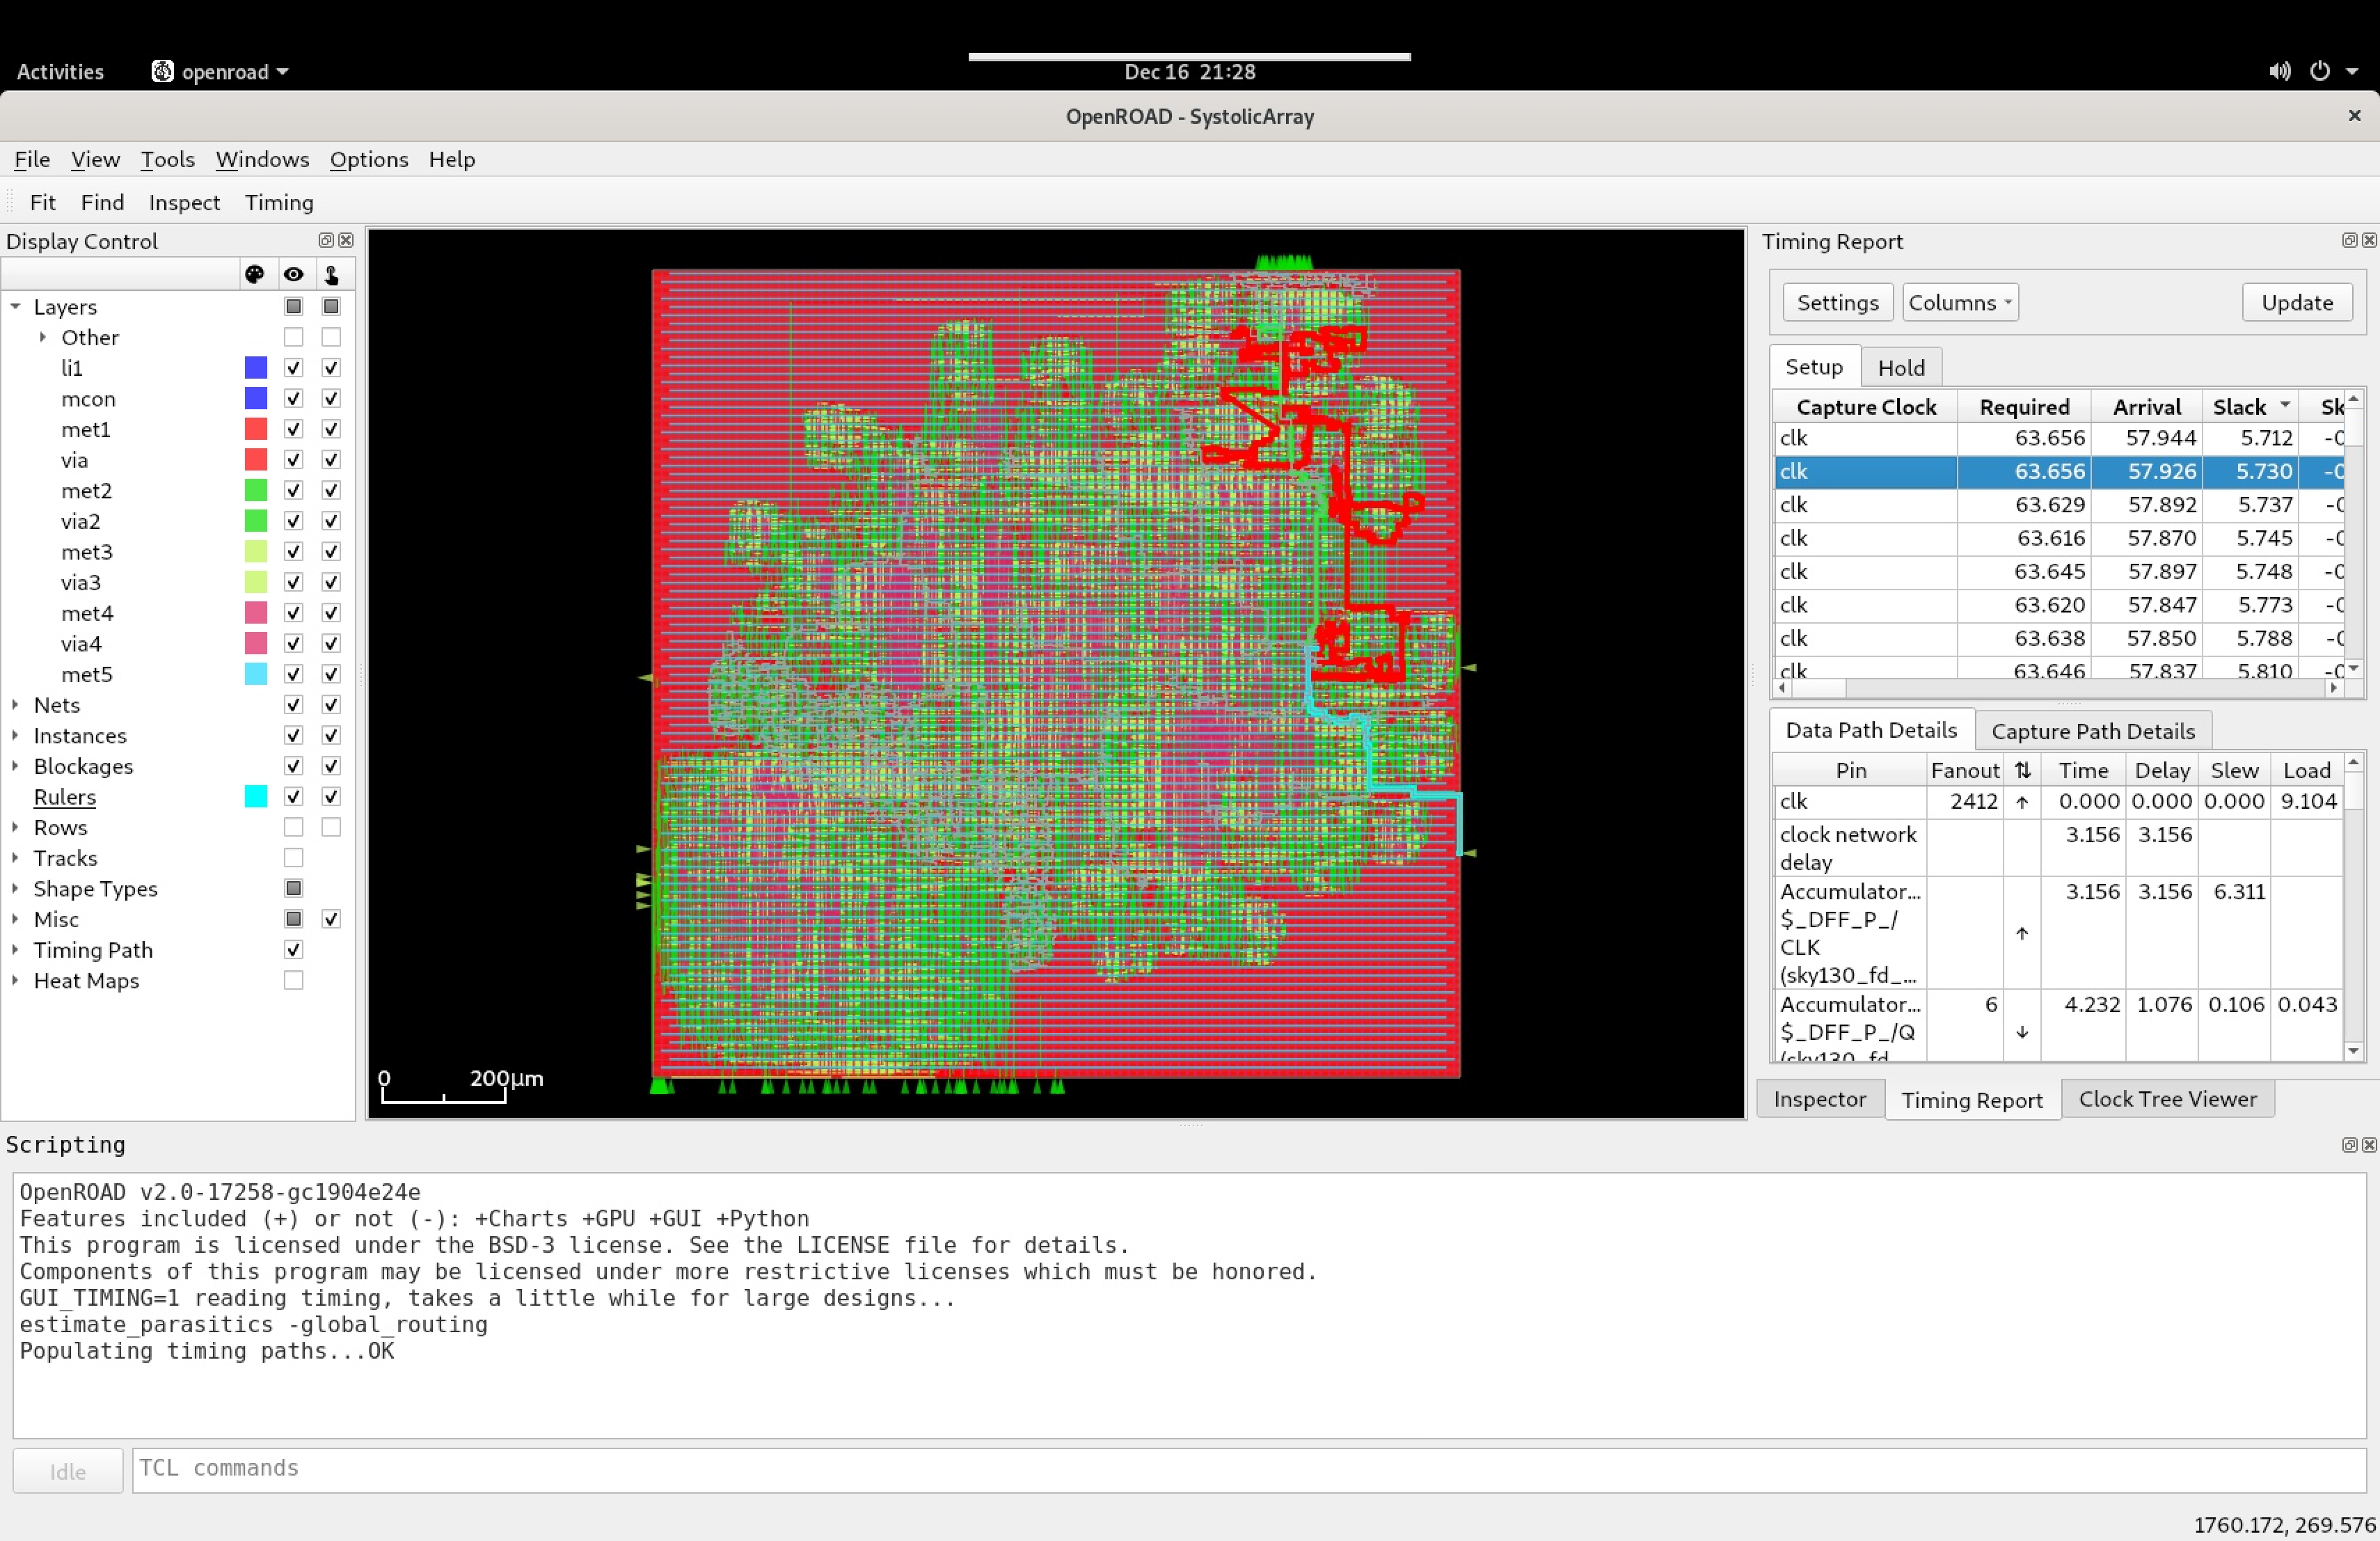 Activities openroad Dec 16 21:28
OpenROAD - SystolicArray
File View Tools Windows Options Help
Fit Find Inspect Timing
Display Control
Layers
Other
li1
mcon
met1
via
met2
via2
met3
via3
met4
via4
met5
Nets
Instances
Blockages
Rulers
Rows
Tracks
Shape Types
Misc
Timing Path
Heat Maps
0 200µm
Timing Report
Settings Columns Update
Setup Hold
Capture Clock Required Arrival Slack Sk
clk 63.656 57.944 5.712 -0
clk 63.656 57.926 5.730 -0
clk 63.629 57.892 5.737 -0
clk 63.616 57.870 5.745 -0
clk 63.645 57.897 5.748 -0
clk 63.620 57.847 5.773 -0
clk 63.638 57.850 5.788 -0
clk 63.646 57.837 5.810 -0
Data Path Details Capture Path Details
Pin Fanout ⇅ Time Delay Slew Load
clk 2412 ↑ 0.000 0.000 0.000 9.104
clock network 3.156 3.156
delay
Accumulator... 3.156 3.156 6.311
$_DFF_P_/
CLK ↑
(sky130_fd_...
Accumulator... 6 4.232 1.076 0.106 0.043
$_DFF_P_/Q ↓
(sky130_fd
Inspector Timing Report Clock Tree Viewer
Scripting
OpenROAD v2.0-17258-gc1904e24e
Features included (+) or not (-): +Charts +GPU +GUI +Python
This program is licensed under the BSD-3 license. See the LICENSE file for details.
Components of this program may be licensed under more restrictive licenses which must be honored.
GUI_TIMING=1 reading timing, takes a little while for large designs...
estimate_parasitics -global_routing
Populating timing paths...OK
Idle TCL commands
1760.172, 269.576